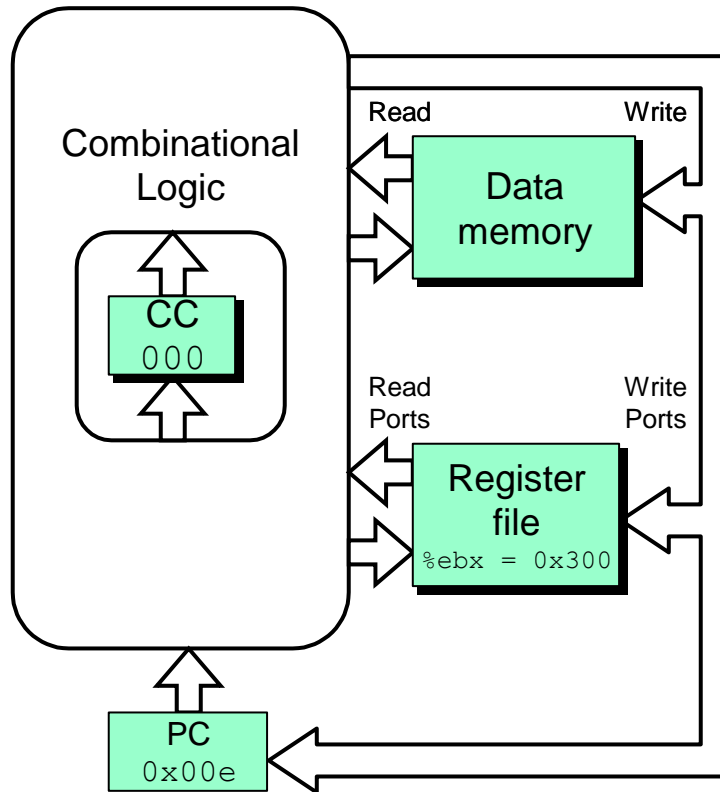 Read
Write
Combinational
Logic
Data
memory
CC
000
Read
Ports
Write
Ports
Register
file
%ebx = 0x300
PC
0x00e